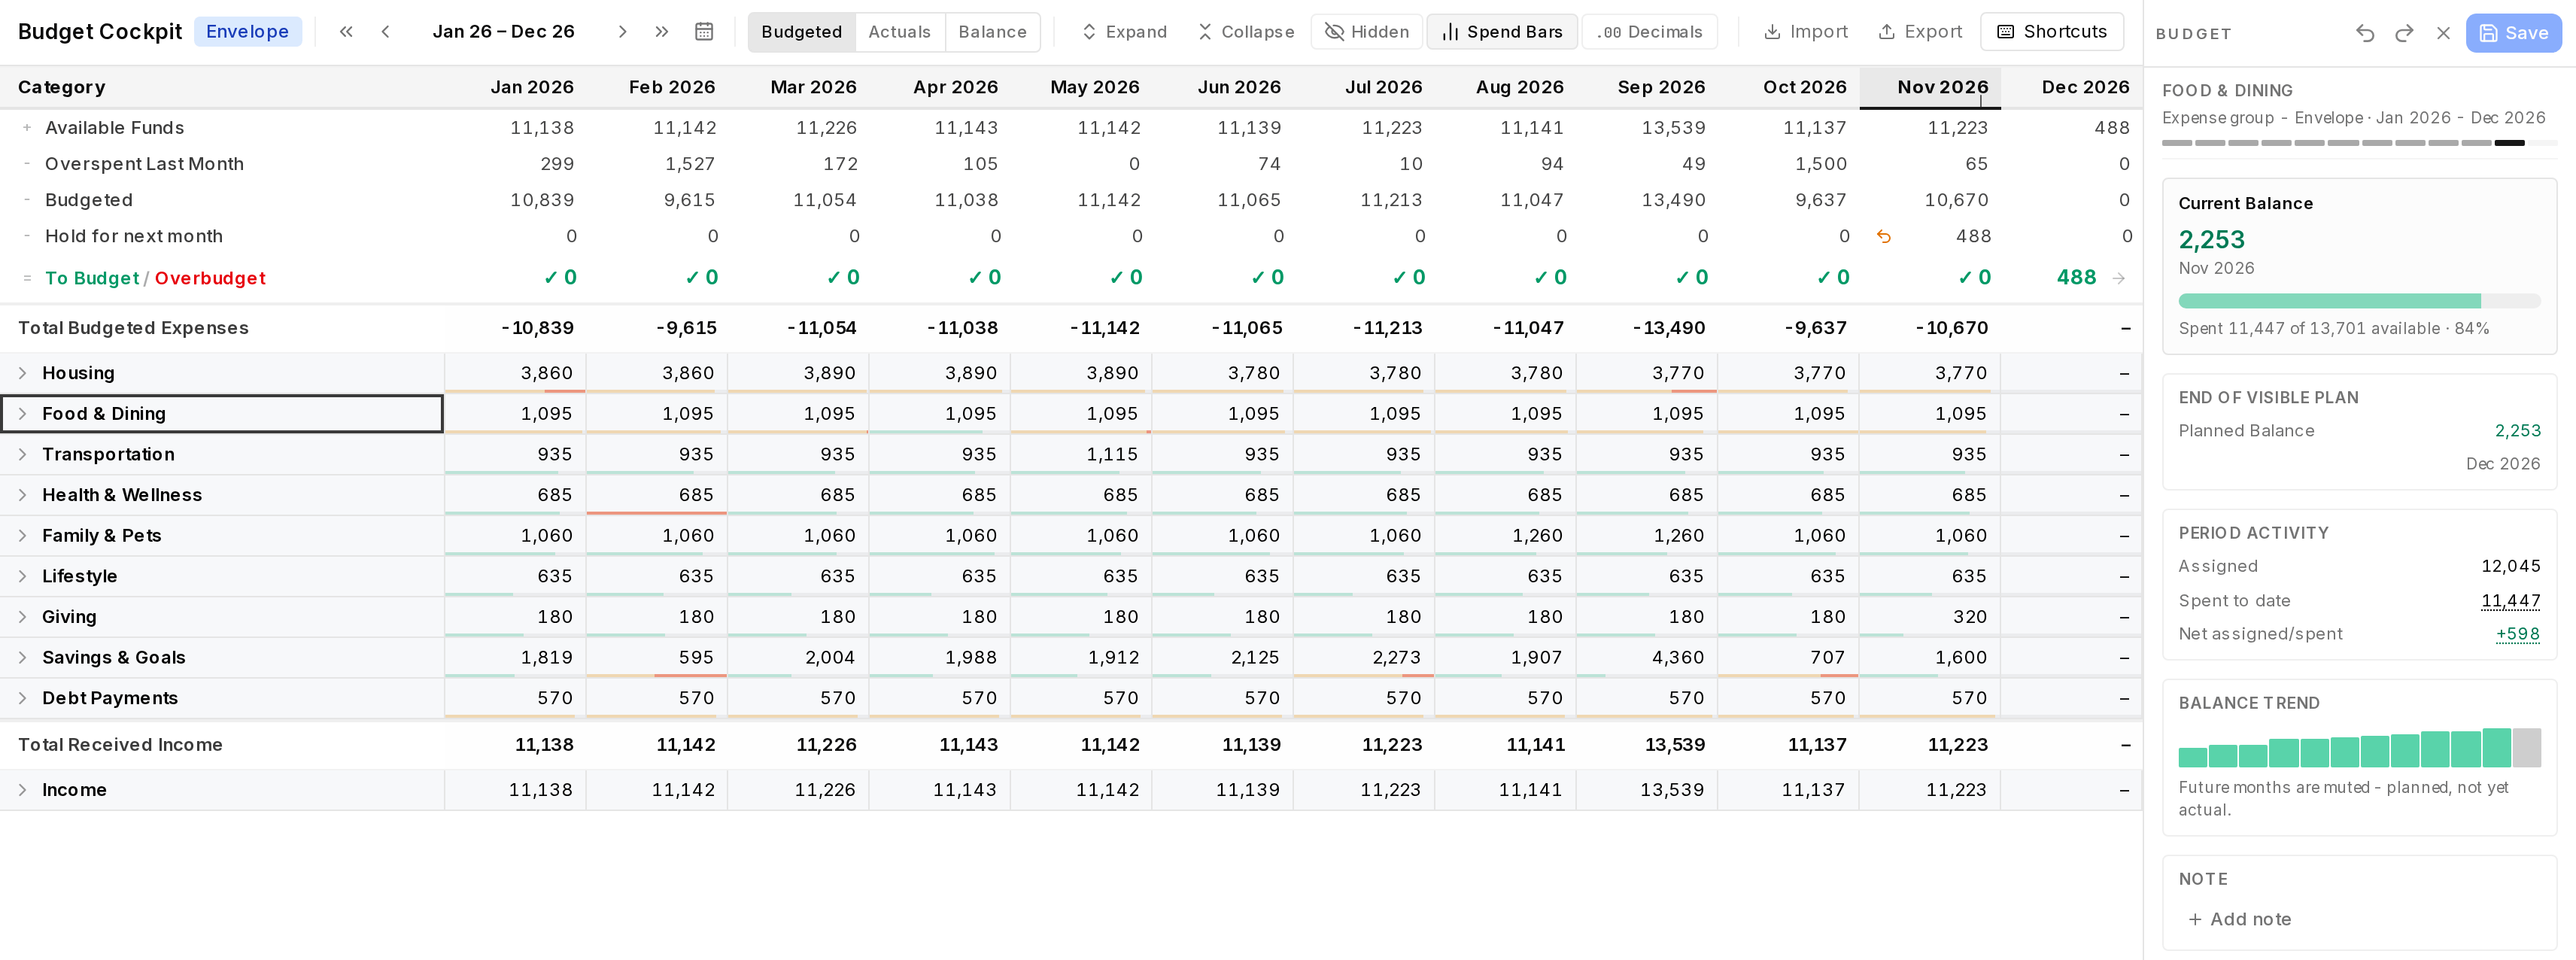 Budget Cockpit Envelope Jan 26 – Dec 26 Budgeted Actuals Balance Expand Collapse Hidden Spend Bars .00 Decimals Import Export Shortcuts
Category Jan 2026 Feb 2026 Mar 2026 Apr 2026 May 2026 Jun 2026 Jul 2026 Aug 2026 Sep 2026 Oct 2026 Nov 2026 Dec 2026
+ Available Funds 11,138 11,142 11,226 11,143 11,142 11,139 11,223 11,141 13,539 11,137 11,223 488
- Overspent Last Month 299 1,527 172 105 0 74 10 94 49 1,500 65 0
- Budgeted 10,839 9,615 11,054 11,038 11,142 11,065 11,213 11,047 13,490 9,637 10,670 0
- Hold for next month 0 0 0 0 0 0 0 0 0 0 488 0
= To Budget / Overbudget ✓ 0 ✓ 0 ✓ 0 ✓ 0 ✓ 0 ✓ 0 ✓ 0 ✓ 0 ✓ 0 ✓ 0 ✓ 0 488 →
Total Budgeted Expenses -10,839 -9,615 -11,054 -11,038 -11,142 -11,065 -11,213 -11,047 -13,490 -9,637 -10,670 –
Housing 3,860 3,860 3,890 3,890 3,890 3,780 3,780 3,780 3,770 3,770 3,770 –
Food & Dining 1,095 1,095 1,095 1,095 1,095 1,095 1,095 1,095 1,095 1,095 1,095 –
Transportation 935 935 935 935 1,115 935 935 935 935 935 935 –
Health & Wellness 685 685 685 685 685 685 685 685 685 685 685 –
Family & Pets 1,060 1,060 1,060 1,060 1,060 1,060 1,060 1,260 1,260 1,060 1,060 –
Lifestyle 635 635 635 635 635 635 635 635 635 635 635 –
Giving 180 180 180 180 180 180 180 180 180 180 320 –
Savings & Goals 1,819 595 2,004 1,988 1,912 2,125 2,273 1,907 4,360 707 1,600 –
Debt Payments 570 570 570 570 570 570 570 570 570 570 570 –
Total Received Income 11,138 11,142 11,226 11,143 11,142 11,139 11,223 11,141 13,539 11,137 11,223 –
Income 11,138 11,142 11,226 11,143 11,142 11,139 11,223 11,141 13,539 11,137 11,223 –
BUDGET Save
FOOD & DINING
Expense group - Envelope · Jan 2026 - Dec 2026
Current Balance
2,253
Nov 2026
Spent 11,447 of 13,701 available · 84%
END OF VISIBLE PLAN
Planned Balance 2,253
Dec 2026
PERIOD ACTIVITY
Assigned 12,045
Spent to date 11,447
Net assigned/spent +598
BALANCE TREND
Future months are muted - planned, not yet
actual.
NOTE
+ Add note